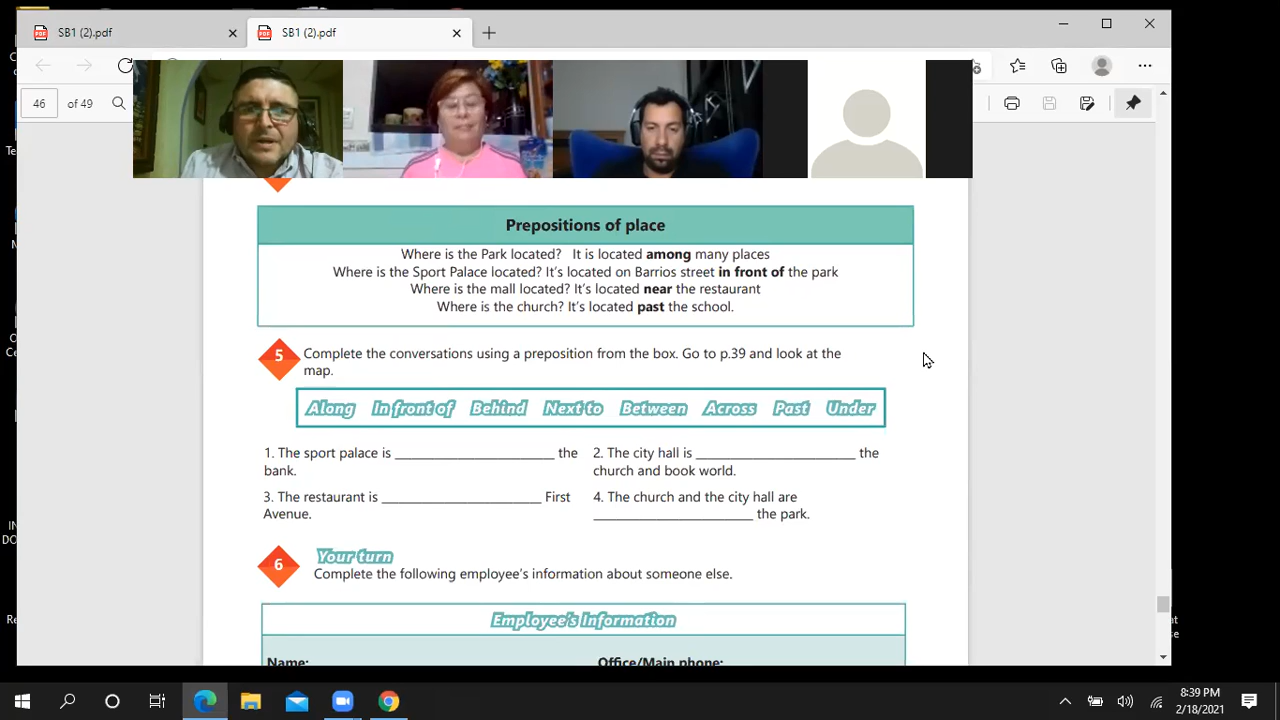 SB1 (2).pdf
SB1 (2).pdf
46 of 49
Prepositions of place
Where is the Park located? It is located among many places
Where is the Sport Palace located? It's located on Barrios street in front of the park
Where is the mall located? It's located near the restaurant
Where is the church? It's located past the school.
5 Complete the conversations using a preposition from the box. Go to p.39 and look at the
map.
Along In front of Behind Next to Between Across Past Under
1. The sport palace is ______________________ the
bank.
2. The city hall is ______________________ the
church and book world.
3. The restaurant is ______________________ First
Avenue.
4. The church and the city hall are
______________________ the park.
6 Your turn
Complete the following employee's information about someone else.
Employee's Information
Name: Office/Main phone:
8:39 PM
2/18/2021